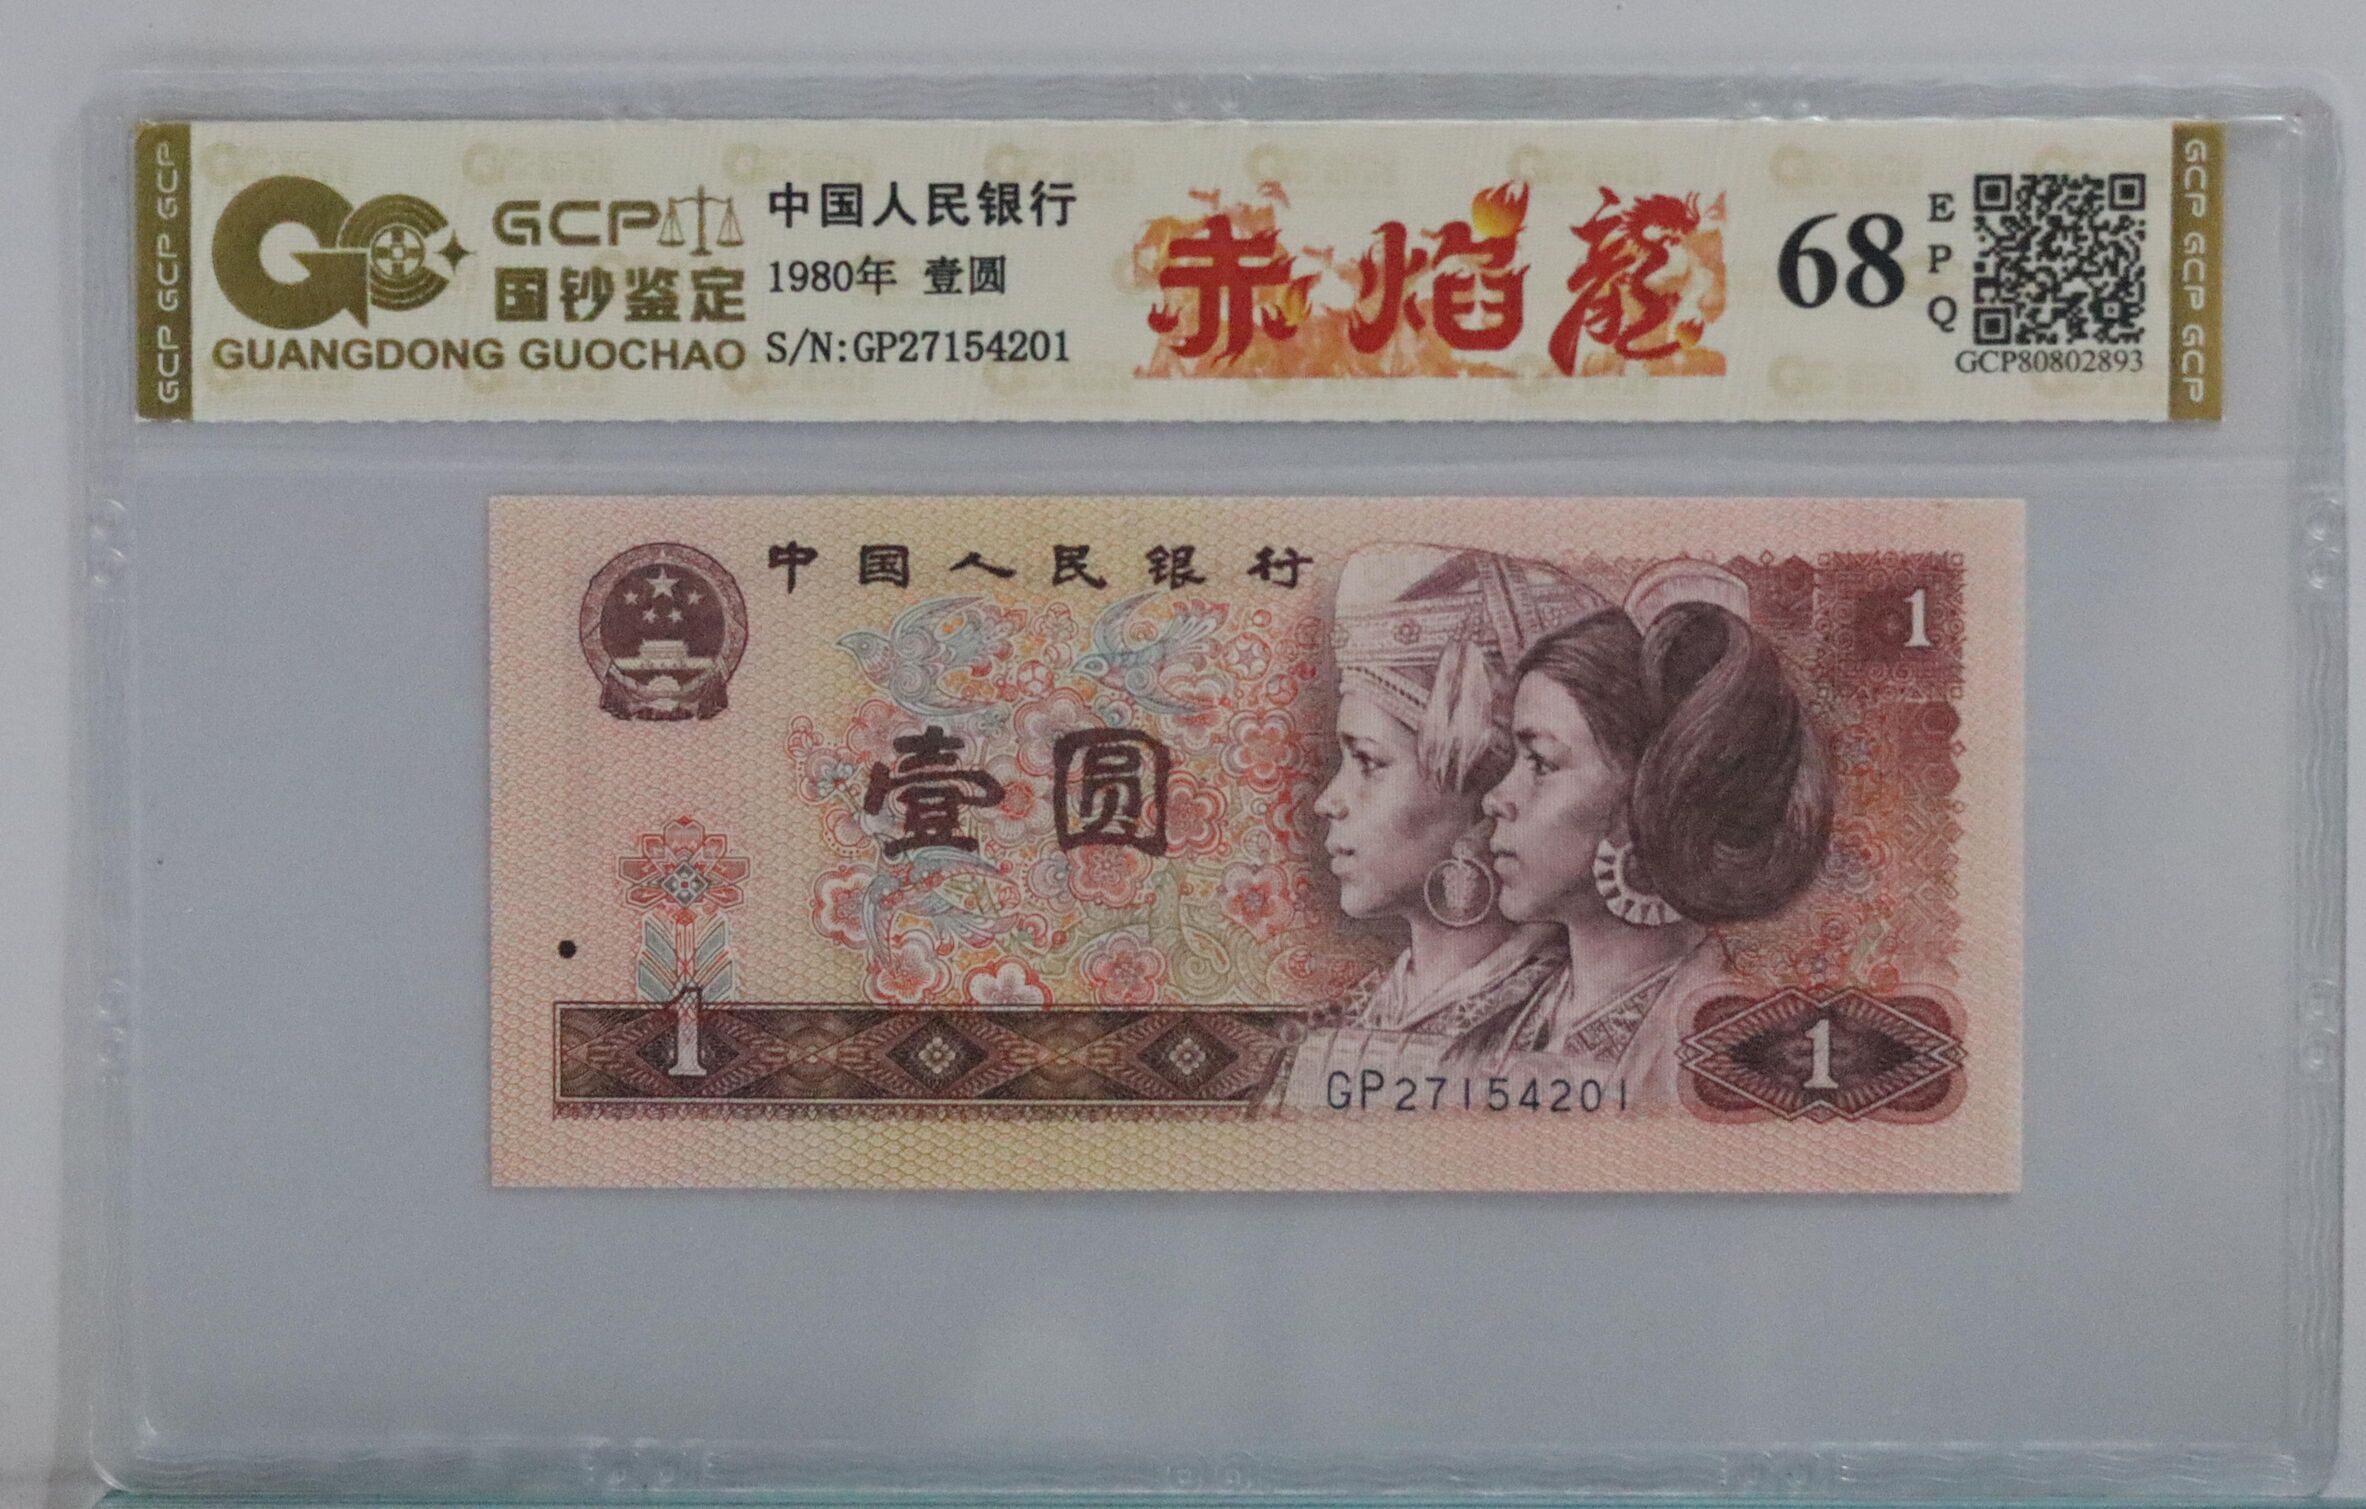 GCP GCP GCP
GCP
国钞鉴定
GUANGDONG GUOCHAO
中国人民银行
1980年 壹圆
S/N:GP27154201
赤焰龍
68
EPQ
GCP80802893
GCP GCP GCP
中国人民银行
1
壹圆
1
1
GP27154201